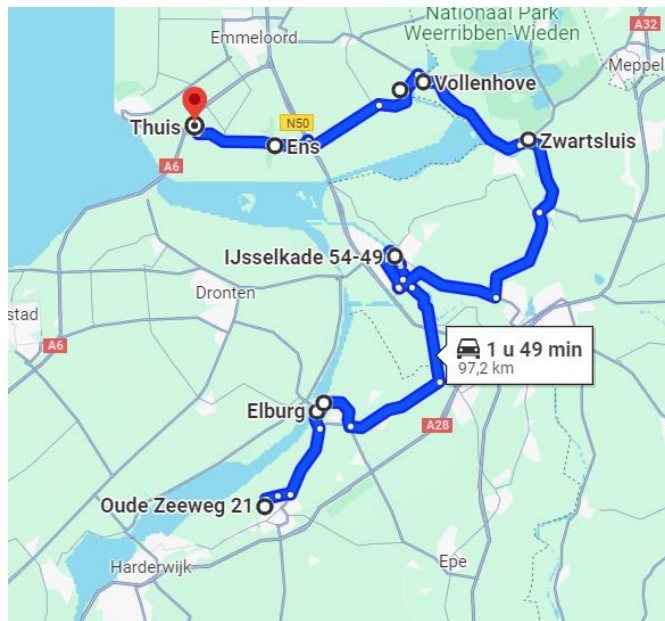 Nationaal Park
Weerribben-Wieden
A32
Emmeloord
Meppel
Vollenhove
Thuis
N50
Ens
Zwartsluis
A6
IJsselkade 54-49
Dronten
stad
A6
1 u 49 min
97,2 km
Elburg
A28
Oude Zeeweg 21
Epe
Harderwijk